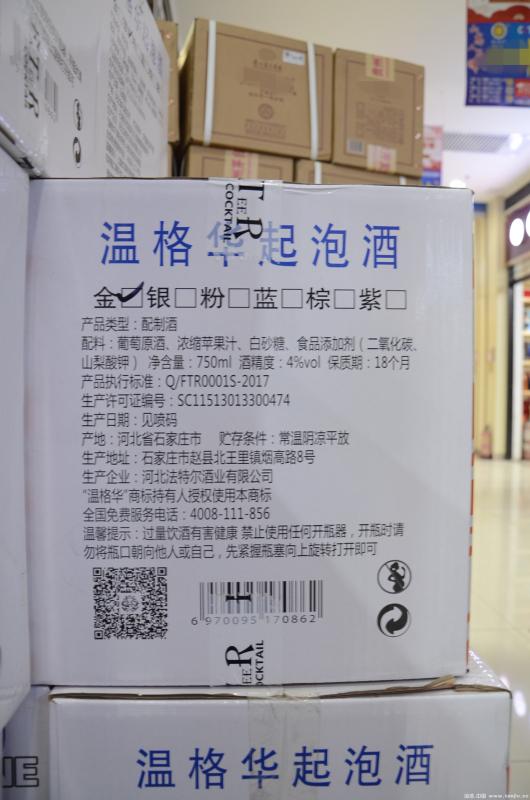 TEER
COCKTAIL
温格华起泡酒
金☑银□粉□蓝□棕□紫□
产品类型：配制酒
配料：葡萄原酒、浓缩苹果汁、白砂糖、食品添加剂（二氧化碳、
山梨酸钾） 净含量：750ml 酒精度：4%vol 保质期：18个月
产品执行标准：Q/FTR0001S-2017
生产许可证编号：SC11513013300474
生产日期：见喷码
产地：河北省石家庄市 贮存条件：常温阴凉平放
生产地址：石家庄市赵县北王里镇烟高路8号
生产企业：河北法特尔酒业有限公司
“温格华”商标持有人授权使用本商标
全国免费服务电话：4008-111-856
温馨提示：过量饮酒有害健康 禁止使用任何开瓶器，开瓶时请
勿将瓶口朝向他人或自己，先紧握瓶塞向上旋转打开即可
6 970095 170862
TEER
COCKTAIL
温格华起泡酒